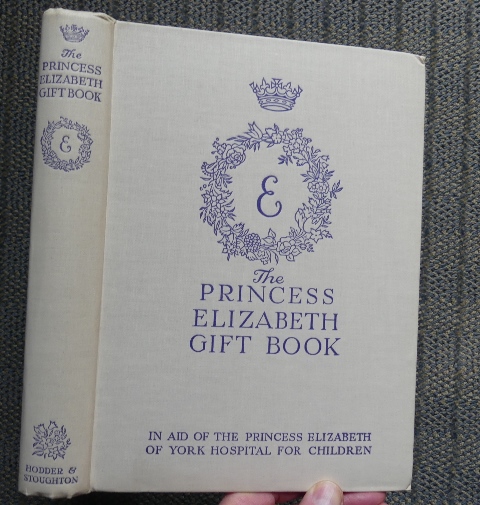 The
PRINCESS
ELIZABETH
GIFT BOOK
E
HODDER &
STOUGHTON
E
The
PRINCESS
ELIZABETH
GIFT BOOK
IN AID OF THE PRINCESS ELIZABETH
OF YORK HOSPITAL FOR CHILDREN